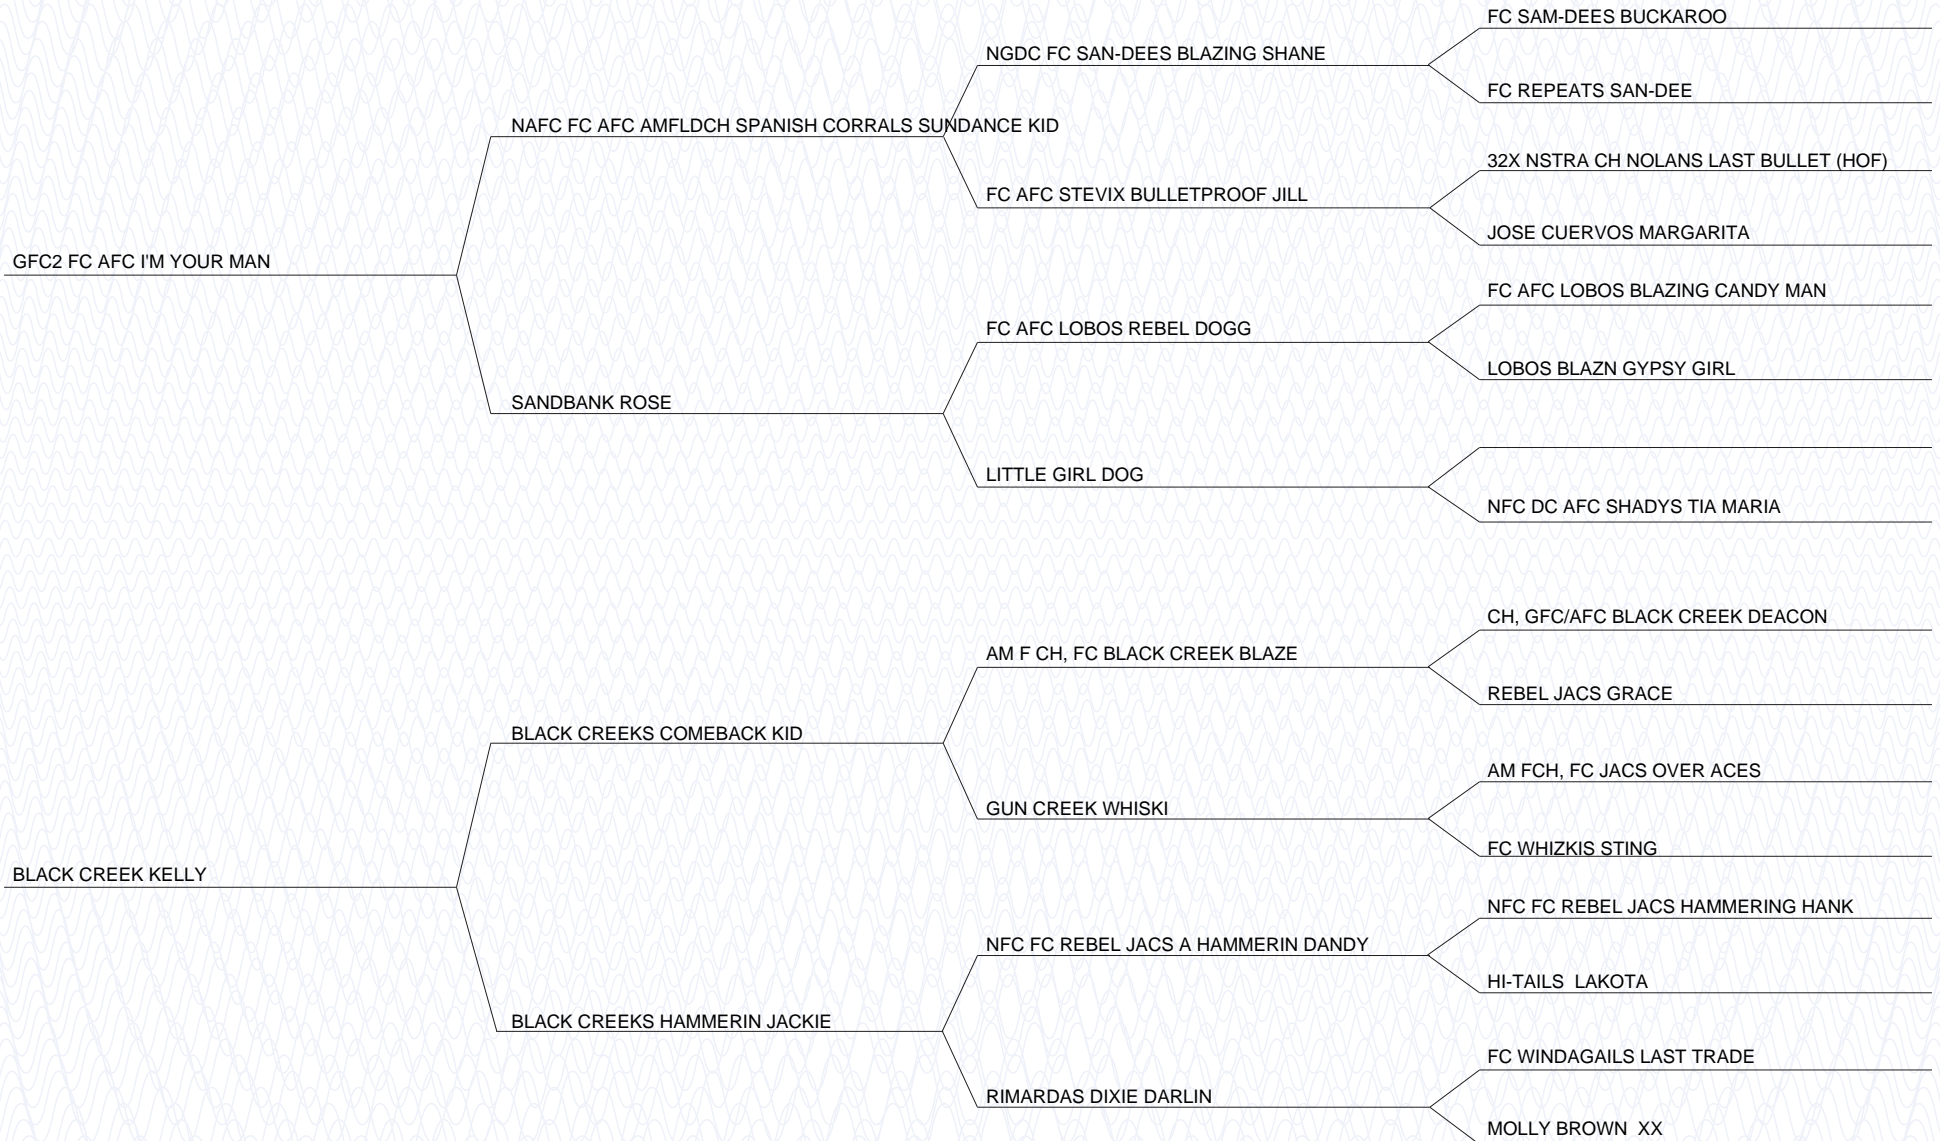 FC SAM-DEES BUCKAROO
NGDC FC SAN-DEES BLAZING SHANE
FC REPEATS SAN-DEE
NAFC FC AFC AMFLDCH SPANISH CORRALS SUNDANCE KID
32X NSTRA CH NOLANS LAST BULLET (HOF)
FC AFC STEVIX BULLETPROOF JILL
JOSE CUERVOS MARGARITA
GFC2 FC AFC I'M YOUR MAN
FC AFC LOBOS BLAZING CANDY MAN
FC AFC LOBOS REBEL DOGG
LOBOS BLAZN GYPSY GIRL
SANDBANK ROSE
LITTLE GIRL DOG
NFC DC AFC SHADYS TIA MARIA
CH, GFC/AFC BLACK CREEK DEACON
AM F CH, FC BLACK CREEK BLAZE
REBEL JACS GRACE
BLACK CREEKS COMEBACK KID
AM FCH, FC JACS OVER ACES
GUN CREEK WHISKI
FC WHIZKIS STING
BLACK CREEK KELLY
NFC FC REBEL JACS HAMMERING HANK
NFC FC REBEL JACS A HAMMERIN DANDY
HI-TAILS  LAKOTA
BLACK CREEKS HAMMERIN JACKIE
FC WINDAGAILS LAST TRADE
RIMARDAS DIXIE DARLIN
MOLLY BROWN  XX